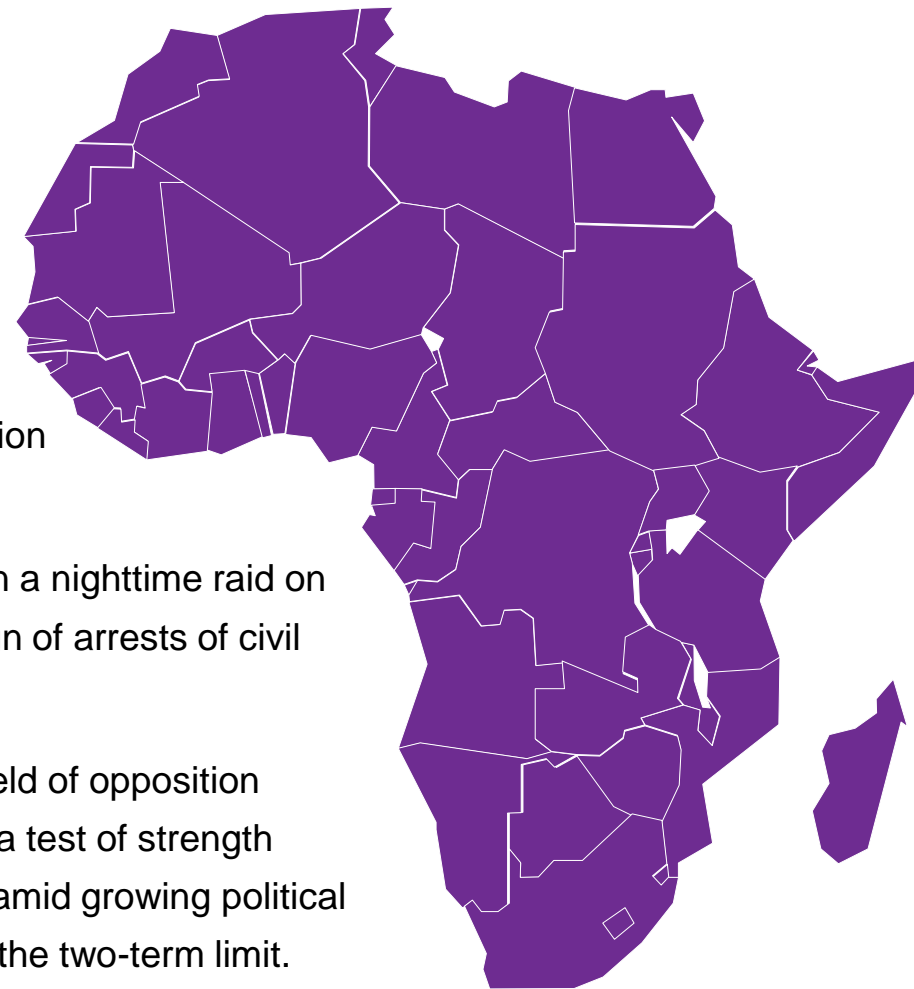 ion
n a nighttime raid on
n of arrests of civil
eld of opposition
a test of strength
amid growing political
the two-term limit.